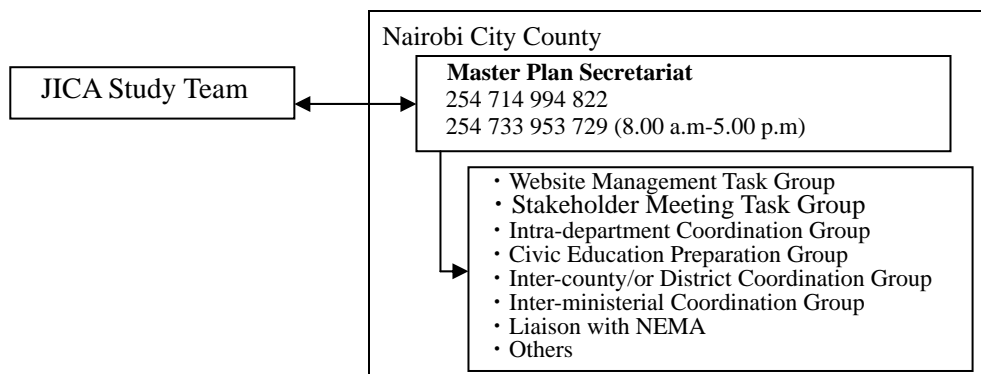 Nairobi City County
JICA Study Team
Master Plan Secretariat
254 714 994 822
254 733 953 729 (8.00 a.m-5.00 p.m)
・Website Management Task Group
・Stakeholder Meeting Task Group
・Intra-department Coordination Group
・Civic Education Preparation Group
・Inter-county/or District Coordination Group
・Inter-ministerial Coordination Group
・Liaison with NEMA
・Others